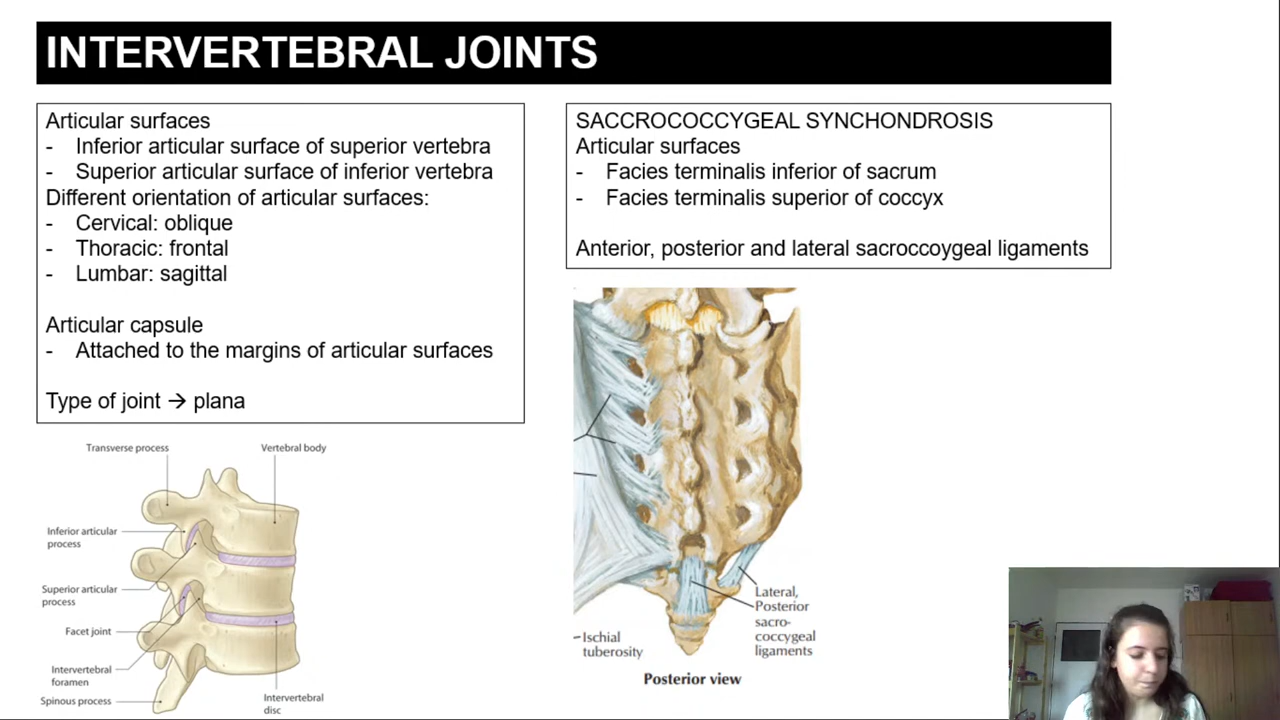 INTERVERTEBRAL JOINTS
Articular surfaces
- Inferior articular surface of superior vertebra
- Superior articular surface of inferior vertebra
Different orientation of articular surfaces:
- Cervical: oblique
- Thoracic: frontal
- Lumbar: sagittal
Articular capsule
- Attached to the margins of articular surfaces
Type of joint → plana
SACCROCOCCYGEAL SYNCHONDROSIS
Articular surfaces
- Facies terminalis inferior of sacrum
- Facies terminalis superior of coccyx
Anterior, posterior and lateral sacroccoygeal ligaments
Transverse process
Vertebral body
Inferior articular
process
Superior articular
process
Facet joint
Intervertebral
foramen
Spinous process
Intervertebral
disc
Lateral,
Posterior
sacro-
coccygeal
ligaments
Ischial
tuberosity
Posterior view